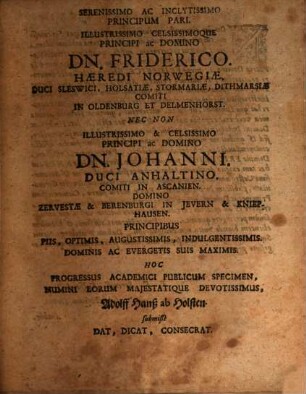 SERENISSIMO AC INCLYTISSIMO
PRINCIPUM PARI.
ILLUSTRISSIMO CELSISSIMOQUE
PRINCIPI ac DOMINO
DN. FRIDERICO.
HÆREDI NORWEGIÆ,
DUCI SLESWICI, HOLSATIÆ, STORMARIÆ, DITHMARSIÆ
COMITI
IN OLDENBURG ET DELMENHORST.
NEC NON
ILLUSTRISSIMO & CELSISSIMO
PRINCIPI ac DOMINO
DN. JOHANNI.
DUCI ANHALTINO.
COMITI IN ASCANIEN.
DOMINO
ZERVESTÆ & BERENBURGI IN JEVERN & KNIEP-
HAUSEN.
PRINCIPIBUS
PIIS, OPTIMIS, AUGUSTISSIMIS, INDULGENTISSIMIS.
DOMINIS AC EVERGETIS SUIS MAXIMIS.
HOC
PROGRESSUS ACADEMICI PUBLICUM SPECIMEN,
NUMINI EORUM MAJESTATIQUE DEVOTISSIMUS,
Adolff Hanß ab Holsten
submissè
DAT, DICAT, CONSECRAT.